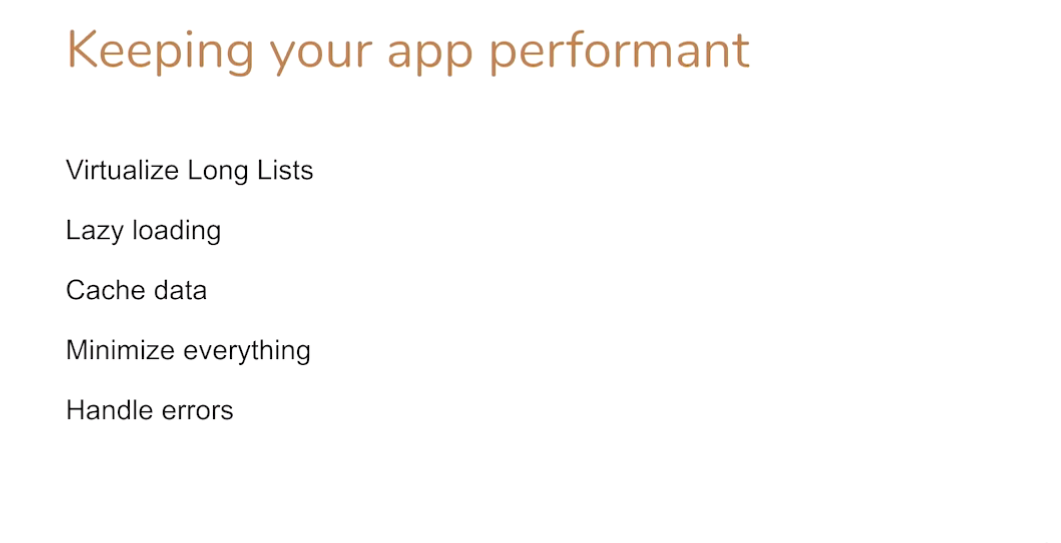 Keeping your app performant
Virtualize Long Lists
Lazy loading
Cache data
Minimize everything
Handle errors